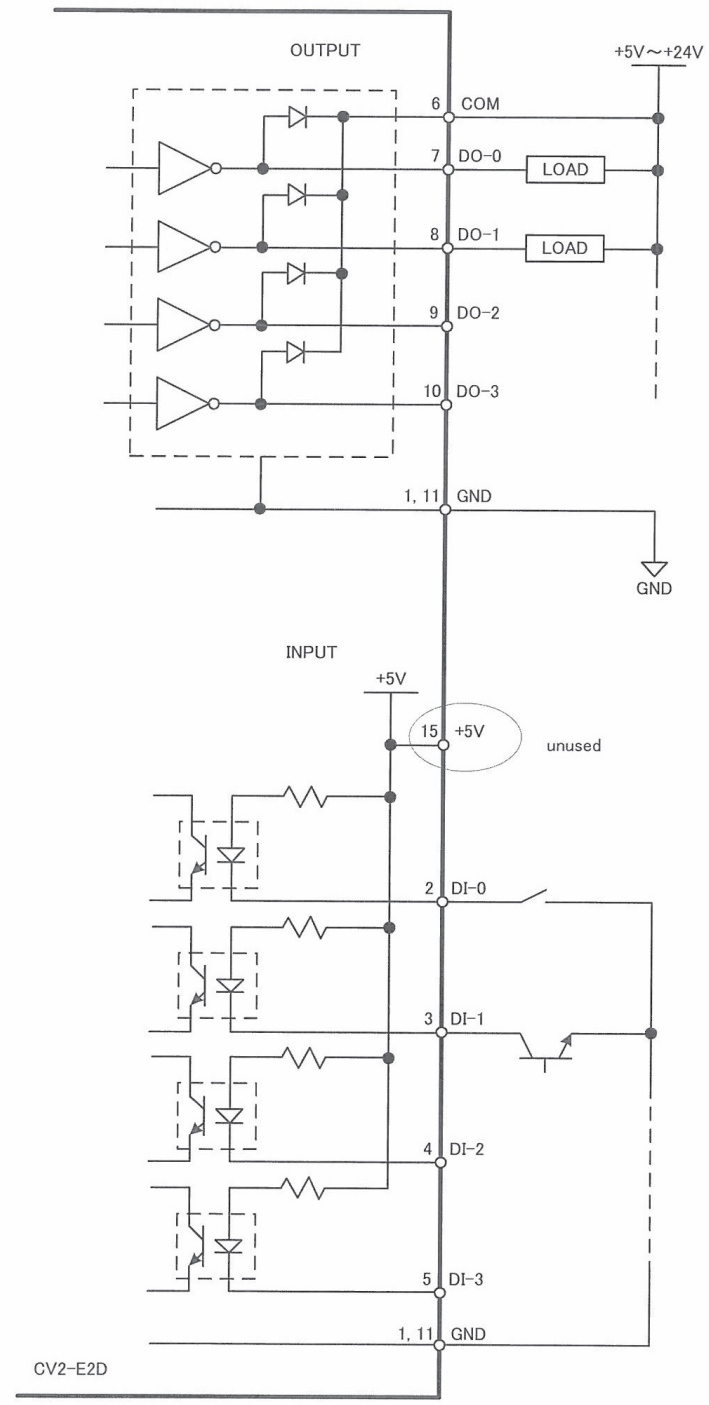 OUTPUT
+5V～+24V
6 COM
7 DO-0
LOAD
8 DO-1
LOAD
9 DO-2
10 DO-3
1, 11 GND
GND
INPUT
+5V
15 +5V
unused
2 DI-0
3 DI-1
4 DI-2
5 DI-3
1, 11 GND
CV2-E2D